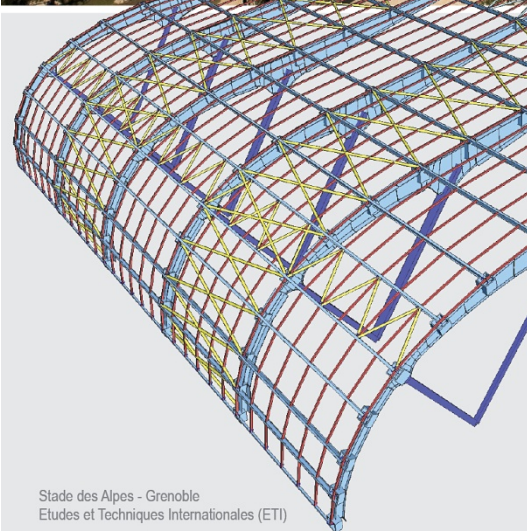 Stade des Alpes - Grenoble
Etudes et Techniques Internationales (ETI)